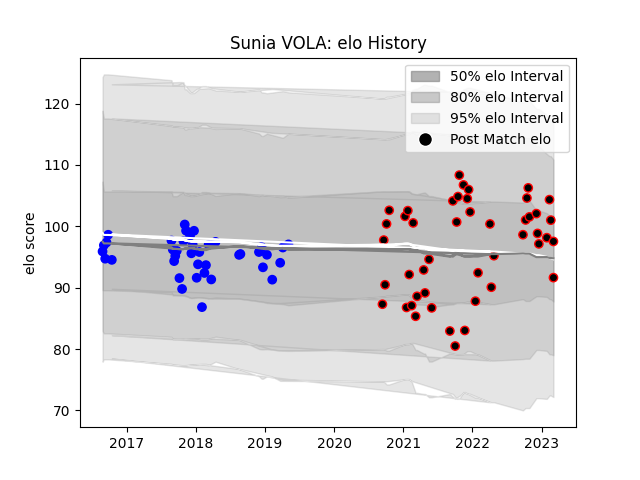 Sunia VOLA: elo History
50% elo Interval
80% elo Interval
95% elo Interval
Post Match elo
elo score
120
110
100
90
80
70
2017 2018 2019 2020 2021 2022 2023